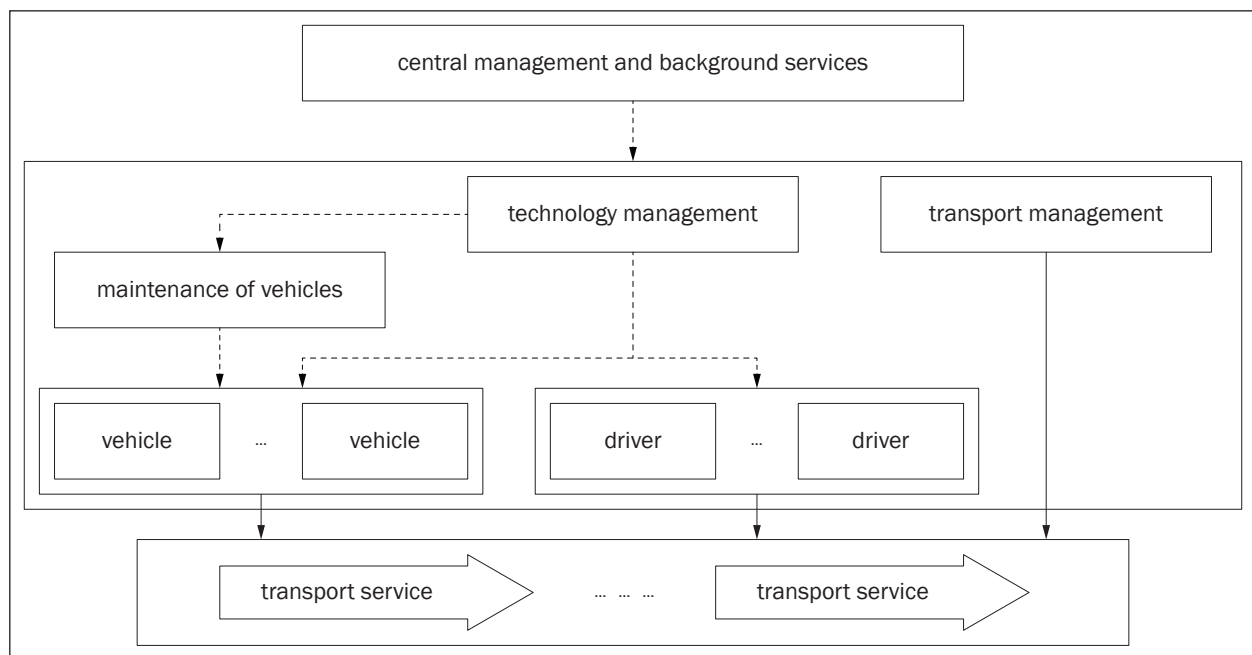 central management and background services
technology management
transport management
maintenance of vehicles
vehicle ... vehicle
driver ... driver
transport service ... ... ... transport service